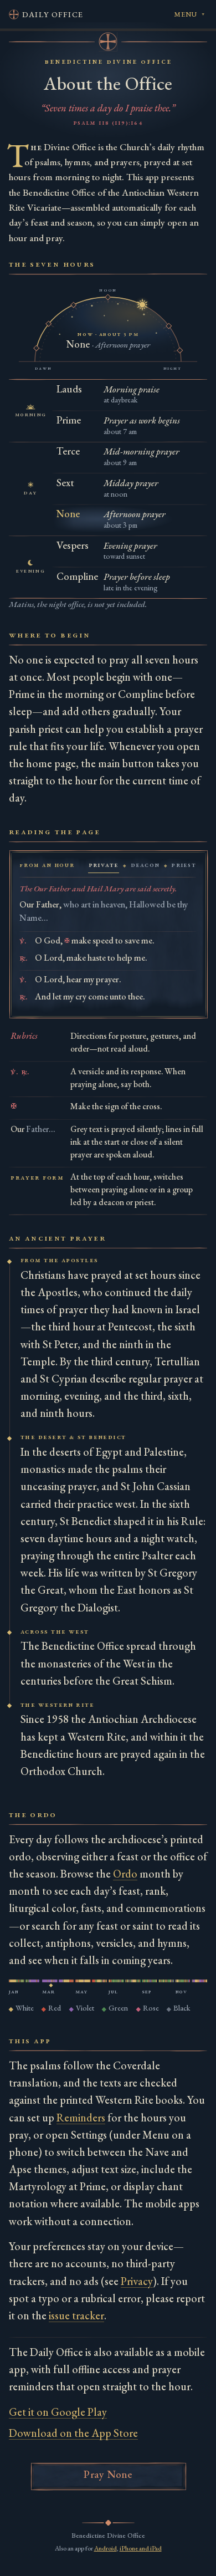 DAILY OFFICE
MENU
BENEDICTINE DIVINE OFFICE
About the Office
“Seven times a day do I praise thee.”
PSALM 118 (119):164
THE Divine Office is the Church’s daily rhythm
of psalms, hymns, and prayers, prayed at set
hours from morning to night. This app presents
the Benedictine Office of the Antiochian Western
Rite Vicariate—assembled automatically for each
day’s feast and season, so you can simply open an
hour and pray.
THE SEVEN HOURS
NOON
NOW · ABOUT 3 PM
None · Afternoon prayer
DAWN
NIGHT
MORNING
Lauds
Morning praise
at daybreak
Prime
Prayer as work begins
about 7 am
DAY
Terce
Mid-morning prayer
about 9 am
Sext
Midday prayer
at noon
None
Afternoon prayer
about 3 pm
EVENING
Vespers
Evening prayer
toward sunset
Compline
Prayer before sleep
late in the evening
Matins, the night office, is not yet included.
WHERE TO BEGIN
No one is expected to pray all seven hours
at once. Most people begin with one—
Prime in the morning or Compline before
sleep—and add others gradually. Your
parish priest can help you establish a prayer
rule that fits your life. Whenever you open
the home page, the main button takes you
straight to the hour for the current time of
day.
READING THE PAGE
FROM AN HOUR
PRIVATE
DEACON
PRIEST
The Our Father and Hail Mary are said secretly.
Our Father, who art in heaven, Hallowed be thy
Name…
℣. O God, ✠ make speed to save me.
℟. O Lord, make haste to help me.
℣. O Lord, hear my prayer.
℟. And let my cry come unto thee.
Rubrics
Directions for posture, gestures, and
order—not read aloud.
℣. ℟.
A versicle and its response. When
praying alone, say both.
✠
Make the sign of the cross.
Our Father…
Grey text is prayed silently; lines in full
ink at the start or close of a silent
prayer are spoken aloud.
PRAYER FORM
At the top of each hour, switches
between praying alone or in a group
led by a deacon or priest.
AN ANCIENT PRAYER
FROM THE APOSTLES
Christians have prayed at set hours since
the Apostles, who continued the daily
times of prayer they had known in Israel
—the third hour at Pentecost, the sixth
with St Peter, and the ninth in the
Temple. By the third century, Tertullian
and St Cyprian describe regular prayer at
morning, evening, and the third, sixth,
and ninth hours.
THE DESERT & ST BENEDICT
In the deserts of Egypt and Palestine,
monastics made the psalms their
unceasing prayer, and St John Cassian
carried their practice west. In the sixth
century, St Benedict shaped it in his Rule:
seven daytime hours and a night watch,
praying through the entire Psalter each
week. His life was written by St Gregory
the Great, whom the East honors as St
Gregory the Dialogist.
ACROSS THE WEST
The Benedictine Office spread through
the monasteries of the West in the
centuries before the Great Schism.
THE WESTERN RITE
Since 1958 the Antiochian Archdiocese
has kept a Western Rite, and within it the
Benedictine hours are prayed again in the
Orthodox Church.
THE ORDO
Every day follows the archdiocese’s printed
ordo, observing either a feast or the office of
the season. Browse the Ordo month by
month to see each day’s feast, rank,
liturgical color, fasts, and commemorations
—or search for any feast or saint to read its
collect, antiphons, versicles, and hymns,
and see when it falls in coming years.
JAN
MAR
MAY
JUL
SEP
NOV
White
Red
Violet
Green
Rose
Black
THIS APP
The psalms follow the Coverdale
translation, and the texts are checked
against the printed Western Rite books. You
can set up Reminders for the hours you
pray, or open Settings (under Menu on a
phone) to switch between the Nave and
Apse themes, adjust text size, include the
Martyrology at Prime, or display chant
notation where available. The mobile apps
work without a connection.
Your preferences stay on your device—
there are no accounts, no third-party
trackers, and no ads (see Privacy). If you
spot a typo or a rubrical error, please report
it on the issue tracker.
The Daily Office is also available as a mobile
app, with full offline access and prayer
reminders that open straight to the hour.
Get it on Google Play
Download on the App Store
Pray None
Benedictine Divine Office
Also an app for Android, iPhone and iPad